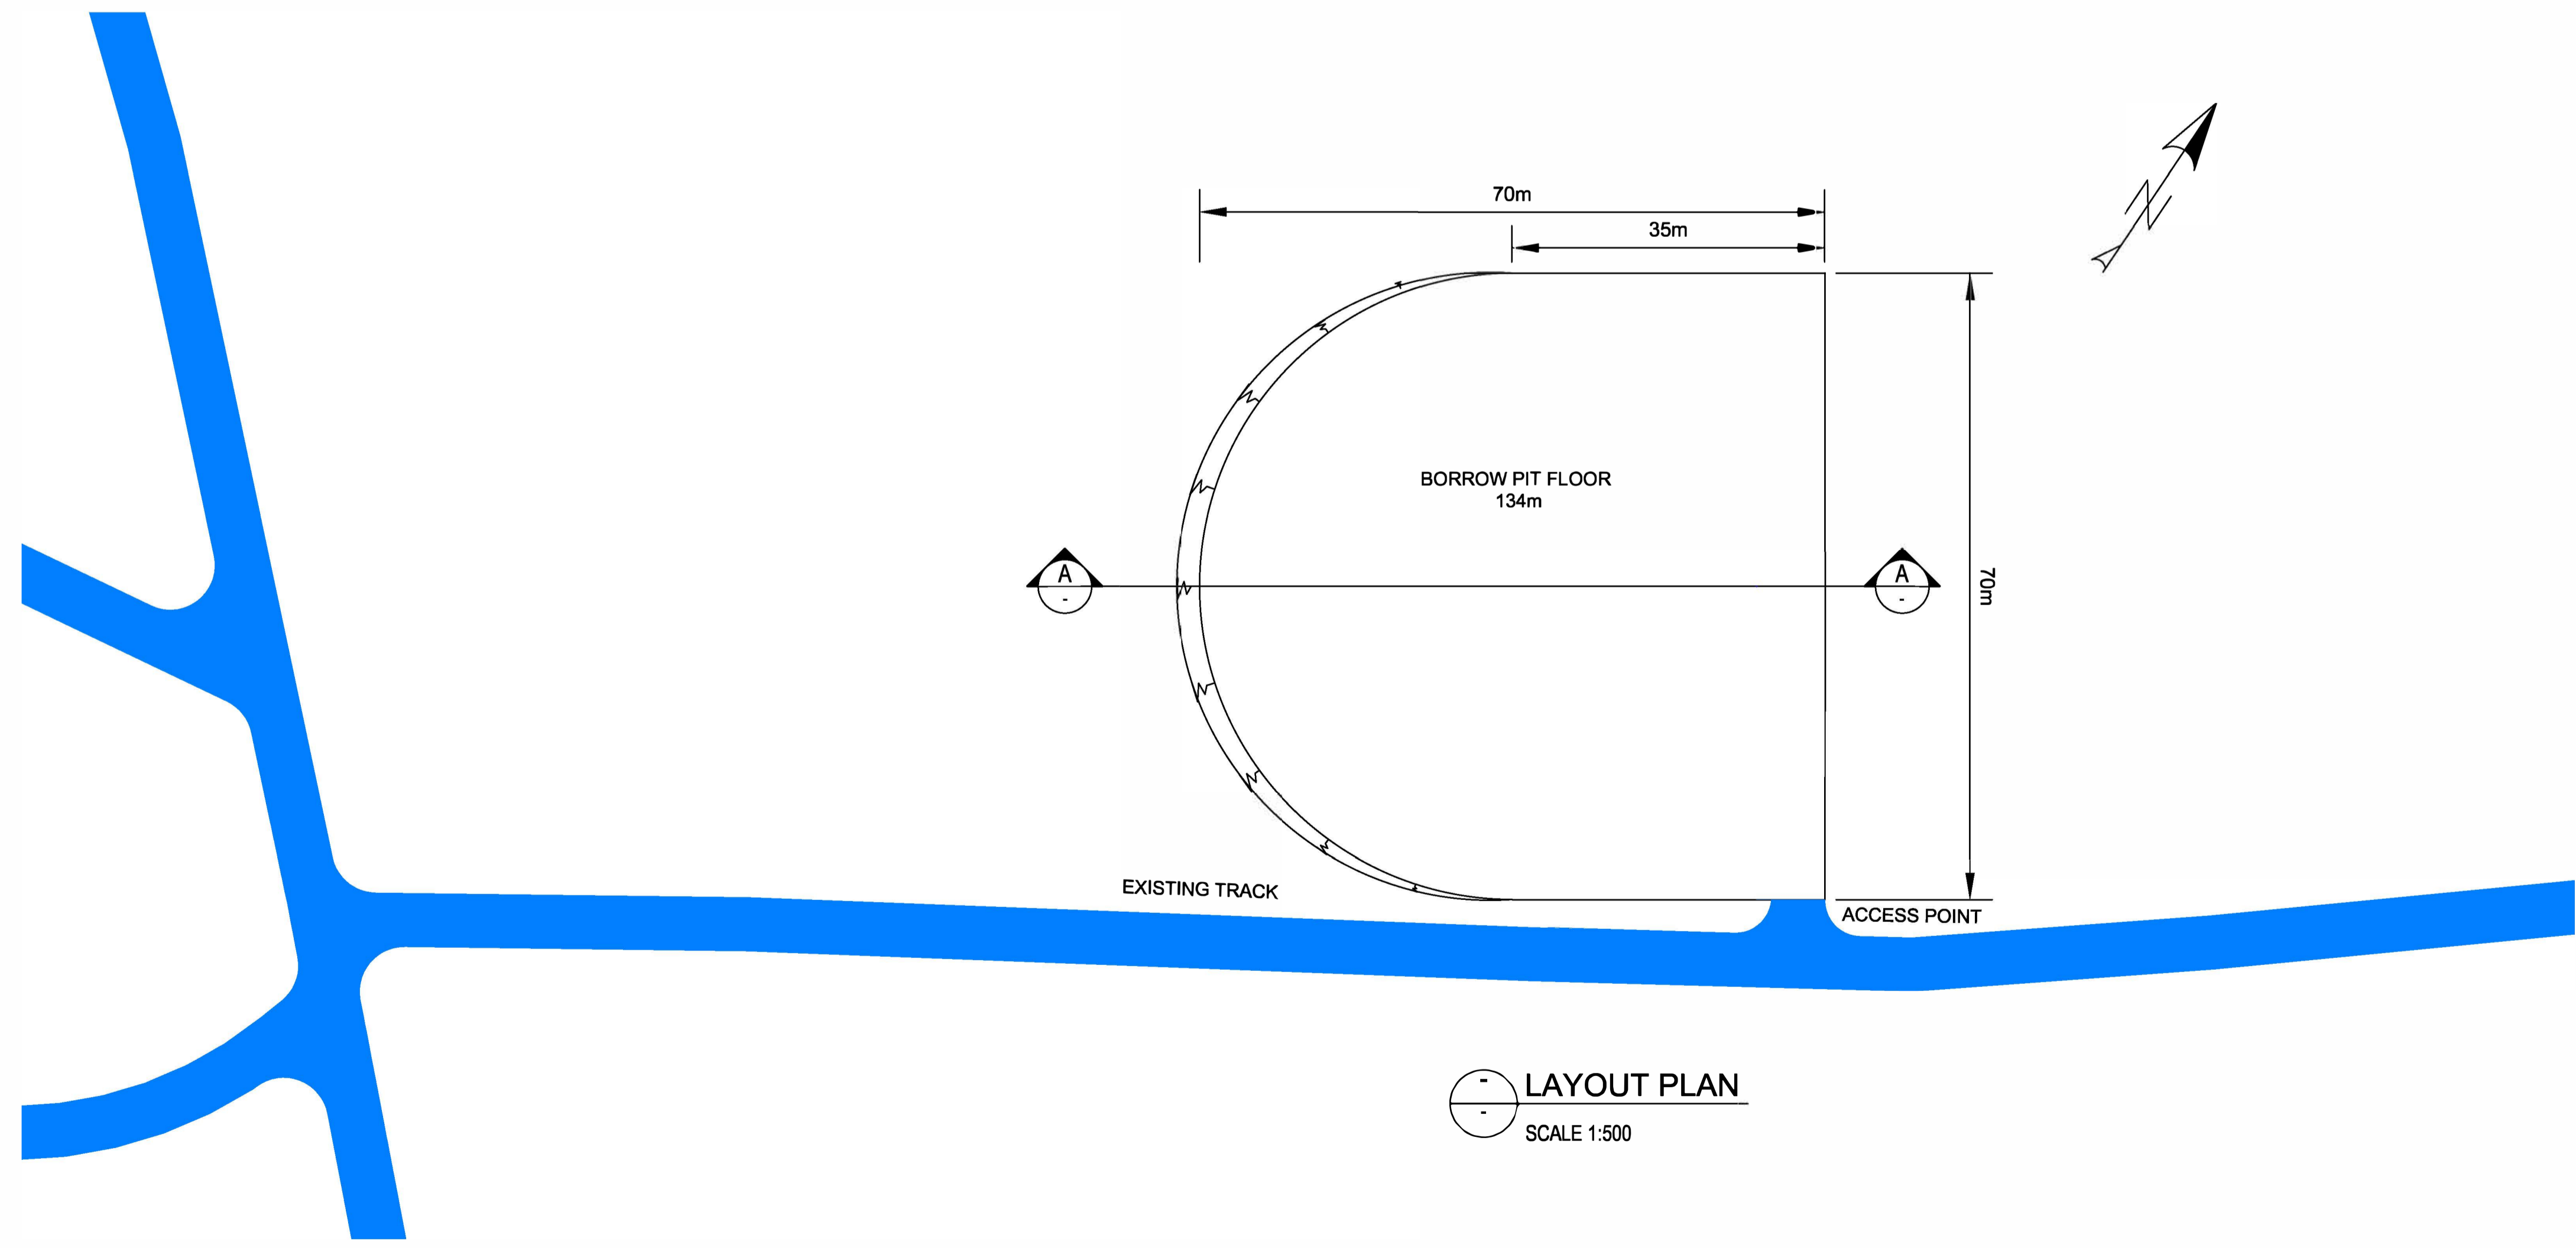 70m
35m
N
BORROW PIT FLOOR
134m
A
-
A
-
70m
EXISTING TRACK
ACCESS POINT
-
-
LAYOUT PLAN
SCALE 1:500